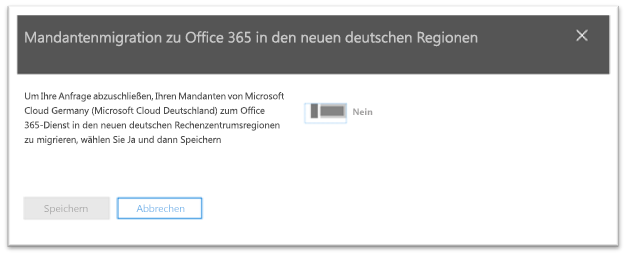 Mandantenmigration zu Office 365 in den neuen deutschen Regionen
Um Ihre Anfrage abzuschließen, Ihren Mandanten von Microsoft
Cloud Germany (Microsoft Cloud Deutschland) zum Office
365-Dienst in den neuen deutschen Rechenzentrumsregionen
zu migrieren, wählen Sie Ja und dann Speichern
Nein
Speichern
Abbrechen